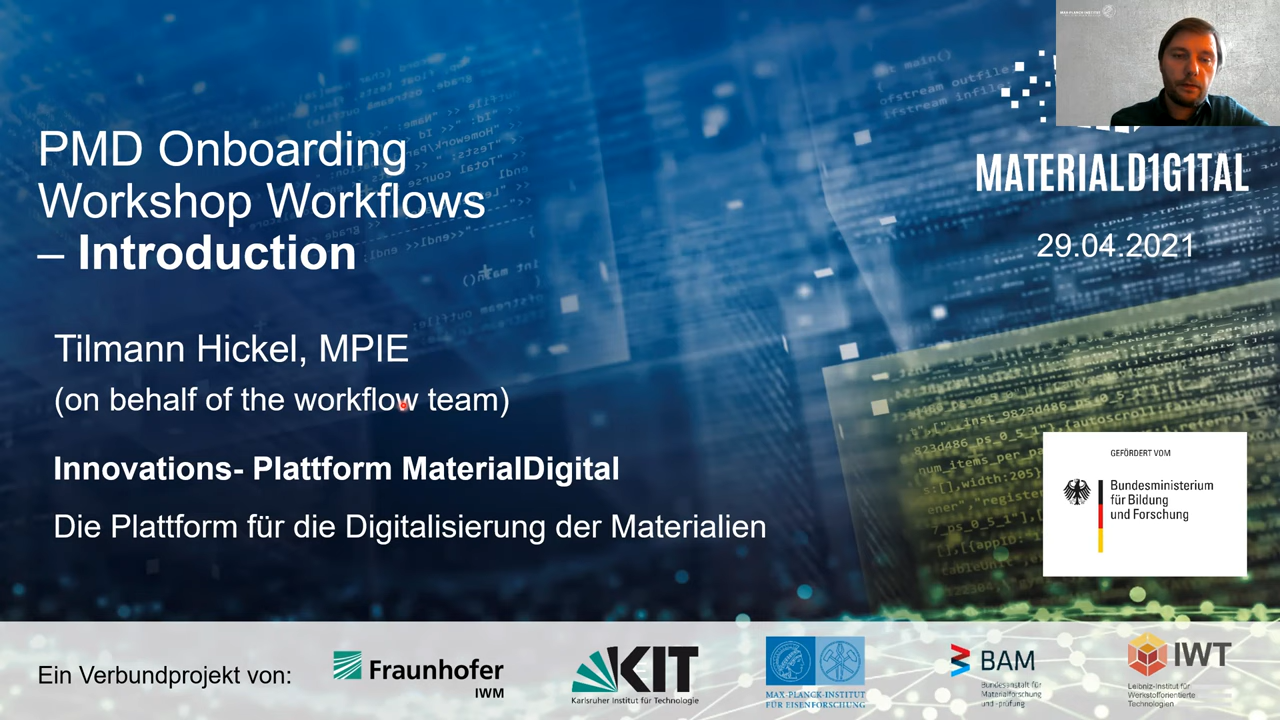 PMD Onboarding
Workshop Workflows
– Introduction
Tilmann Hickel, MPIE
(on behalf of the workflow team)
Innovations- Plattform MaterialDigital
Die Plattform für die Digitalisierung der Materialien
MATERIALD1G1TAL
29.04.2021
GEFÖRDERT VOM
Bundesministerium
für Bildung
und Forschung
Ein Verbundprojekt von:
Fraunhofer
IWM
KIT
Karlsruher Institut für Technologie
MAX-PLANCK-INSTITUT
FÜR EISENFORSCHUNG
BAM
Bundesanstalt für
Materialforschung
und -prüfung
IWT
Leibniz-Institut für
Werkstofforientierte
Technologien